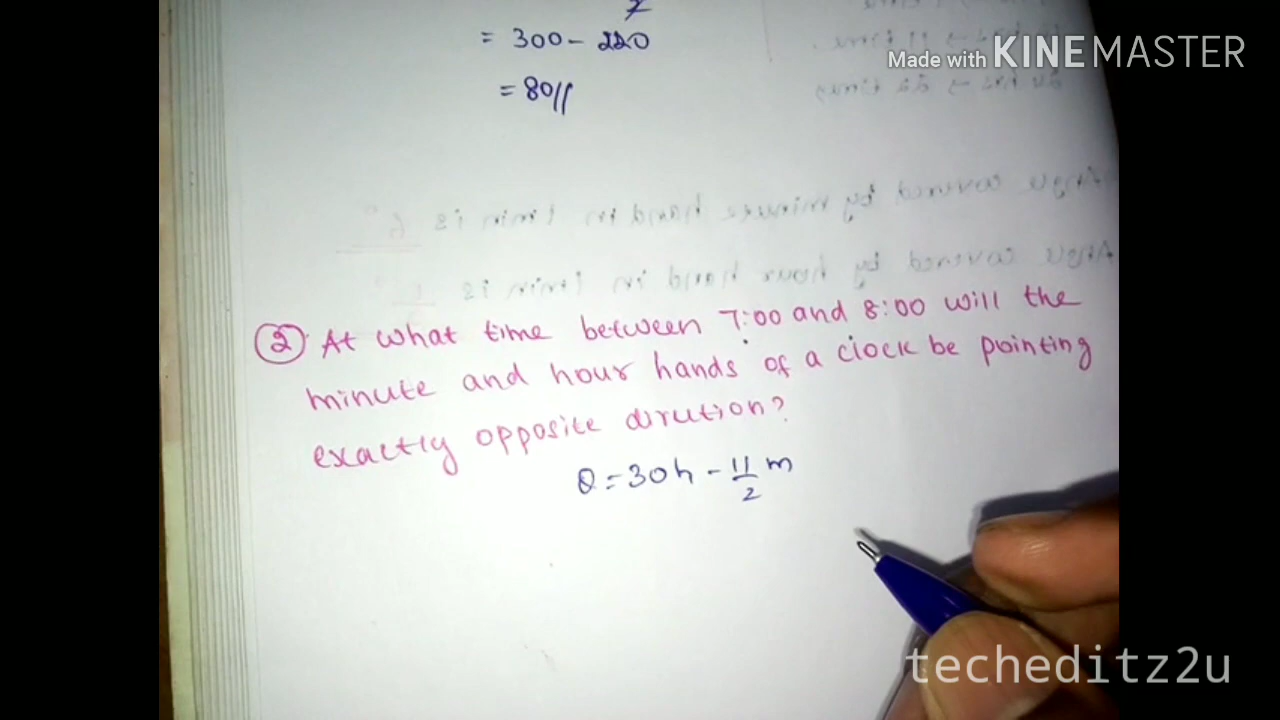 = 300 - 220
= 80//
Made with KINEMASTER
② At what time between 7:00 and 8:00 will the
minute and hour hands of a clock be pointing
exactly opposite dirution?
θ = 30h - 11/2 m
techeditz2u